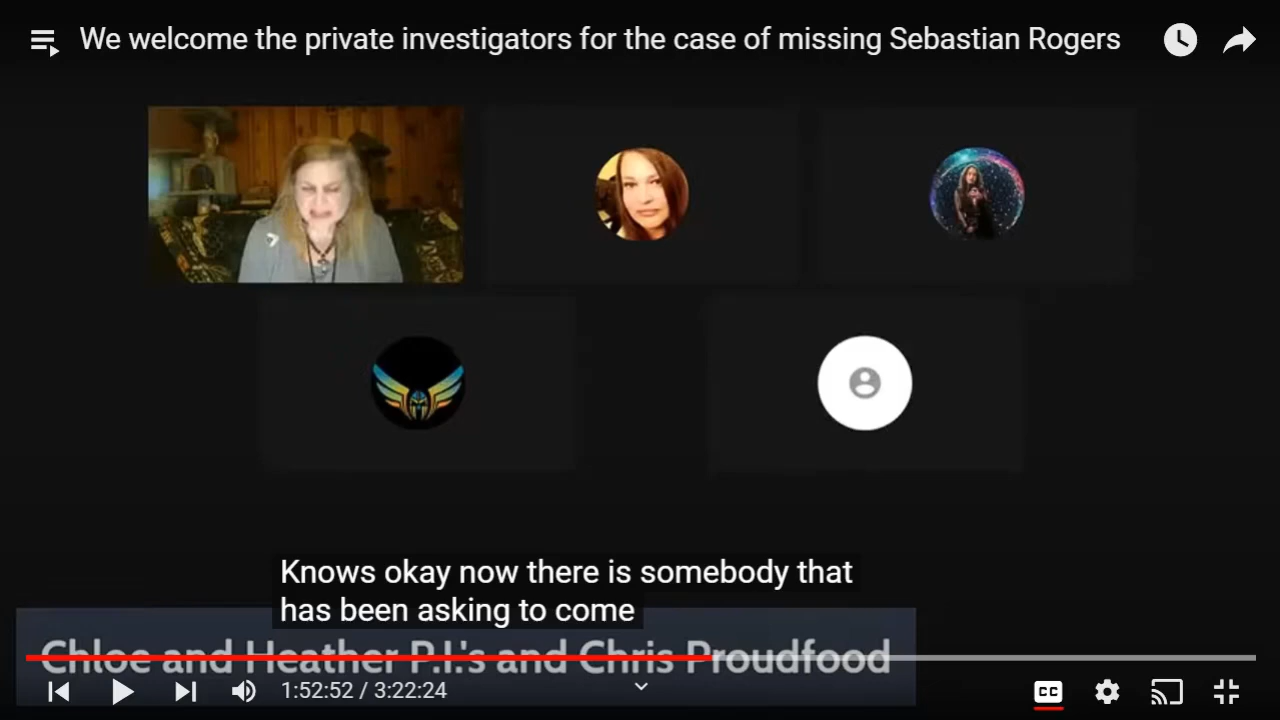 We welcome the private investigators for the case of missing Sebastian Rogers
Knows okay now there is somebody that
has been asking to come
Chloe and Heather P.I.'s and Chris Proudfood
1:52:52 / 3:22:24
CC